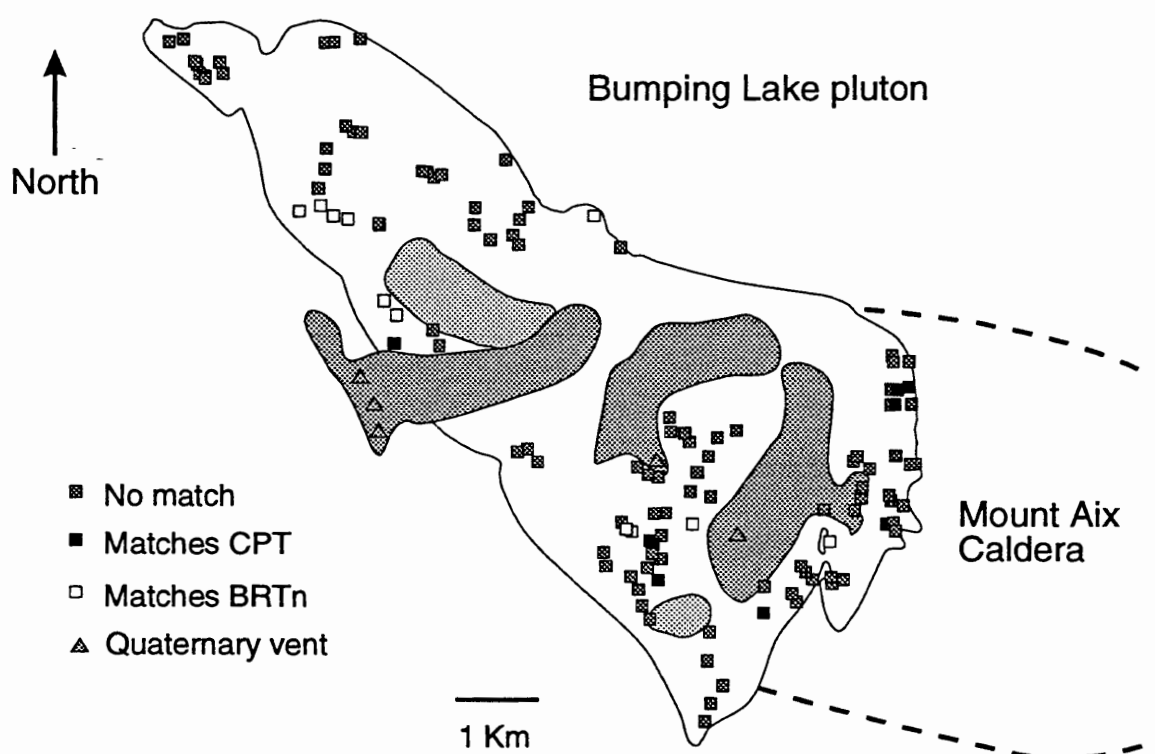 Bumping Lake pluton
North
No match
Matches CPT
Matches BRTn
Quaternary vent
Mount Aix
Caldera
1 Km